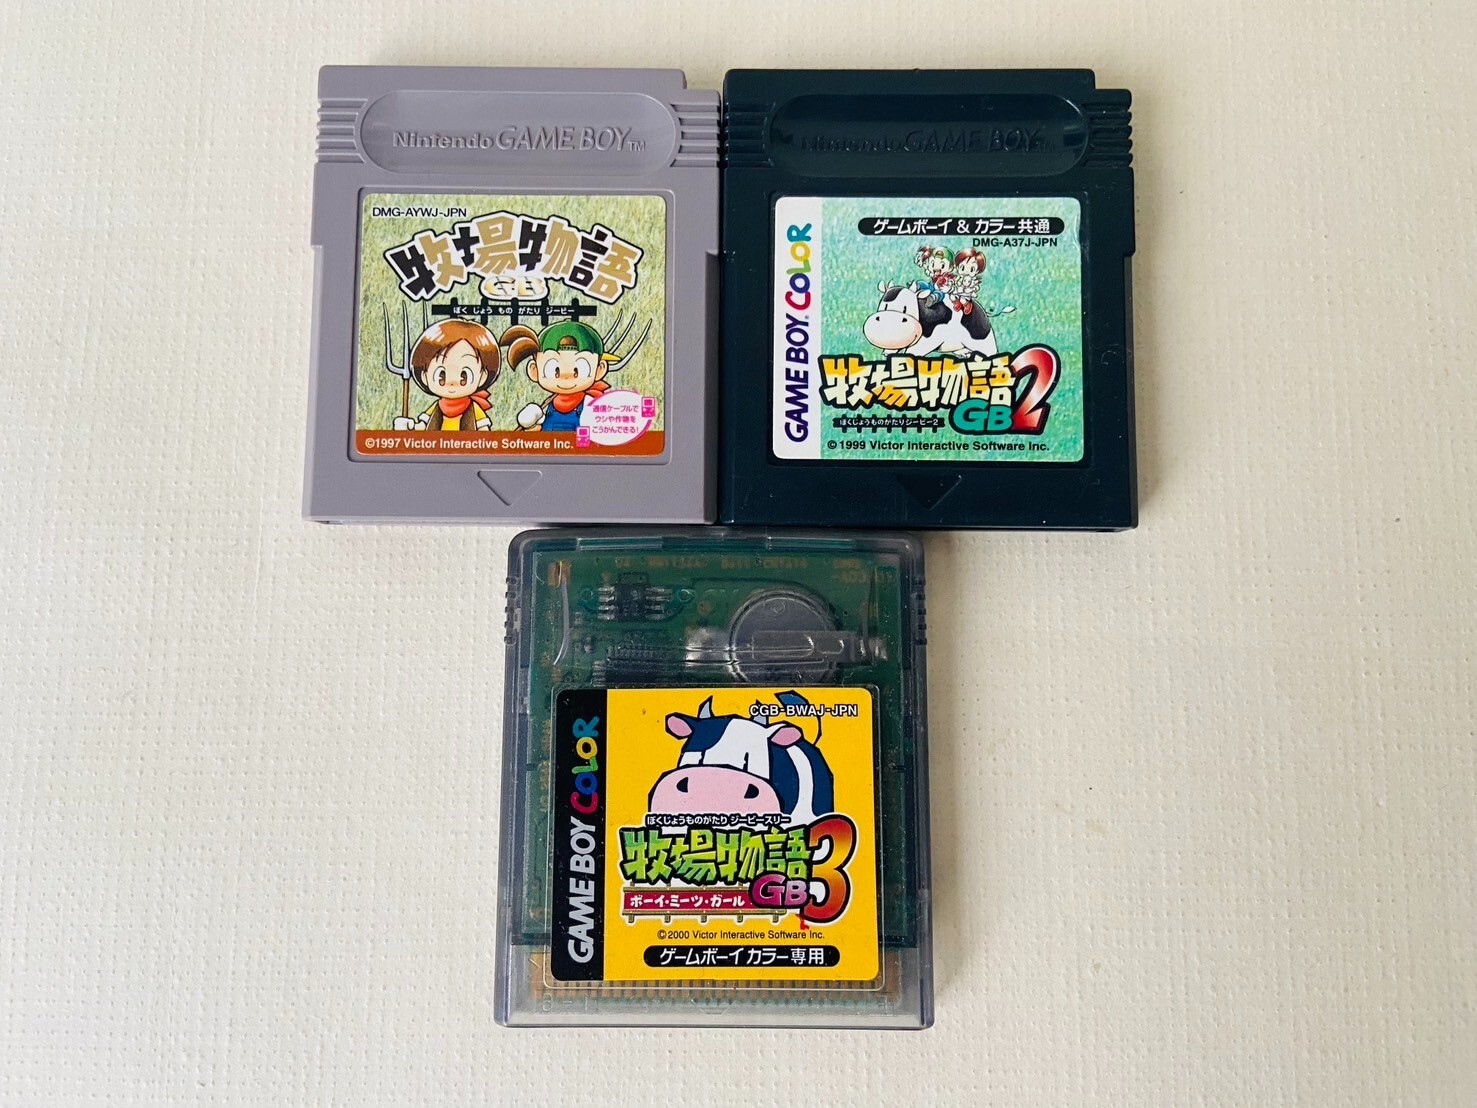 Nintendo GAME BOY TM
DMG-AYWJ-JPN
牧場物語
GB
ぼくじょうものがたり ジービー
通信ケーブルで
ウシや作物を
こうかんできる!
©1997 Victor Interactive Software Inc.
Nintendo GAME BOY
GAME BOY COLOR
ゲームボーイ & カラー共通
DMG-A37J-JPN
牧場物語2
GB
ぼくじょうものがたりジービー2
©1999 Victor Interactive Software Inc.
GAME BOY COLOR
CGB-BWAJ-JPN
ぼくじょうものがたり ジービースリー
牧場物語
GB3
ボーイ・ミーツ・ガール
©2000 Victor Interactive Software Inc.
ゲームボーイカラー専用